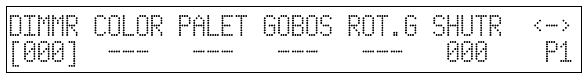 DIMMR COLOR PALET GOBOS ROT.G SHUTR <-->
[000] --- --- --- --- 000 P1